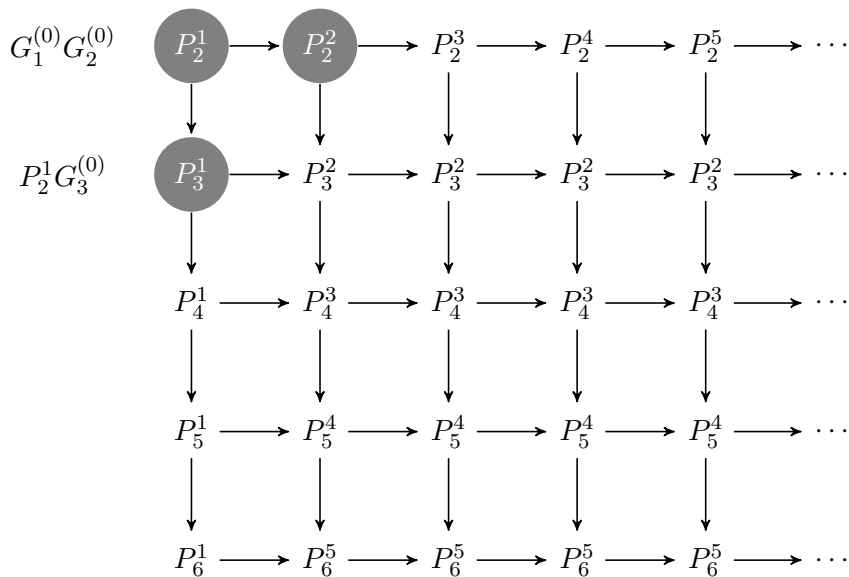 G_1^{(0)}G_2^{(0)} P_2^1 P_2^2 P_2^3 P_2^4 P_2^5 ···
P_2^1G_3^{(0)} P_3^1 P_3^2 P_3^2 P_3^2 P_3^2 ···
P_4^1 P_4^3 P_4^3 P_4^3 P_4^3 ···
P_5^1 P_5^4 P_5^4 P_5^4 P_5^4 ···
P_6^1 P_6^5 P_6^5 P_6^5 P_6^5 ···